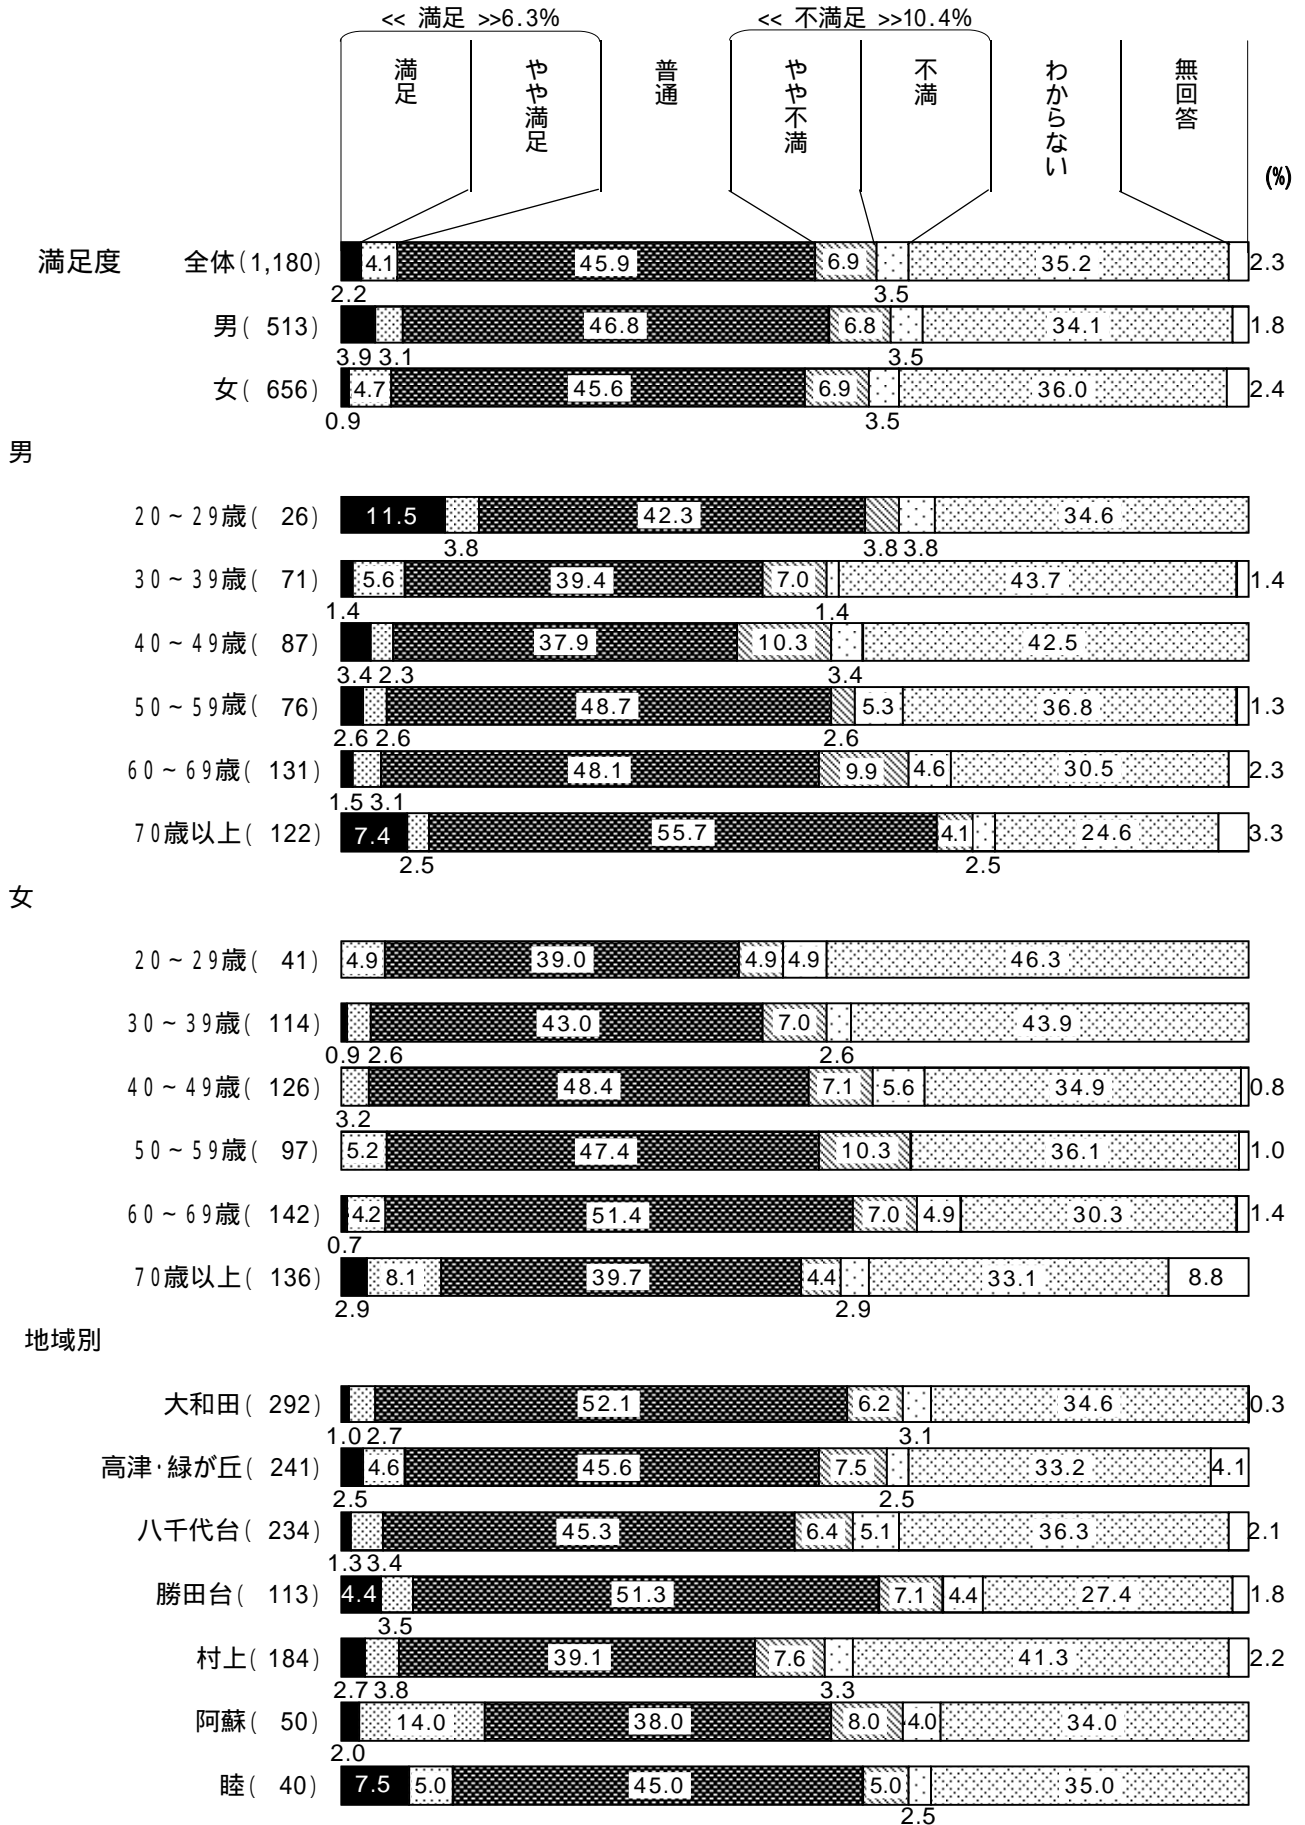 << 満足 >>6.3% << 不満足 >>10.4%
満足 やや満足 普通 やや不満 不満 わからない 無回答
(%)
満足度 全体(1,180) 4.1 45.9 6.9 35.2 2.3
2.2 3.5
男( 513) 46.8 6.8 34.1 1.8
3.9 3.1 3.5
女( 656) 4.7 45.6 6.9 36.0 2.4
0.9 3.5
男
20~29歳( 26) 11.5 42.3 34.6
3.8 3.8 3.8
30~39歳( 71) 5.6 39.4 7.0 43.7 1.4
1.4 1.4
40~49歳( 87) 37.9 10.3 42.5
3.4 2.3 3.4
50~59歳( 76) 48.7 5.3 36.8 1.3
2.6 2.6 2.6
60~69歳( 131) 48.1 9.9 4.6 30.5 2.3
1.5 3.1
70歳以上( 122) 7.4 55.7 4.1 24.6 3.3
2.5 2.5
女
20~29歳( 41) 4.9 39.0 4.9 4.9 46.3
30~39歳( 114) 43.0 7.0 43.9
0.9 2.6 2.6
40~49歳( 126) 48.4 7.1 5.6 34.9 0.8
3.2
50~59歳( 97) 5.2 47.4 10.3 36.1 1.0
60~69歳( 142) 4.2 51.4 7.0 4.9 30.3 1.4
0.7
70歳以上( 136) 8.1 39.7 4.4 33.1 8.8
2.9 2.9
地域別
大和田( 292) 52.1 6.2 34.6 0.3
1.0 2.7 3.1
高津・緑が丘( 241) 4.6 45.6 7.5 33.2 4.1
2.5 2.5
八千代台( 234) 45.3 6.4 5.1 36.3 2.1
1.3 3.4
勝田台( 113) 4.4 51.3 7.1 4.4 27.4 1.8
3.5
村上( 184) 39.1 7.6 41.3 2.2
2.7 3.8 3.3
阿蘇( 50) 14.0 38.0 8.0 4.0 34.0
2.0
睦( 40) 7.5 5.0 45.0 5.0 35.0
2.5